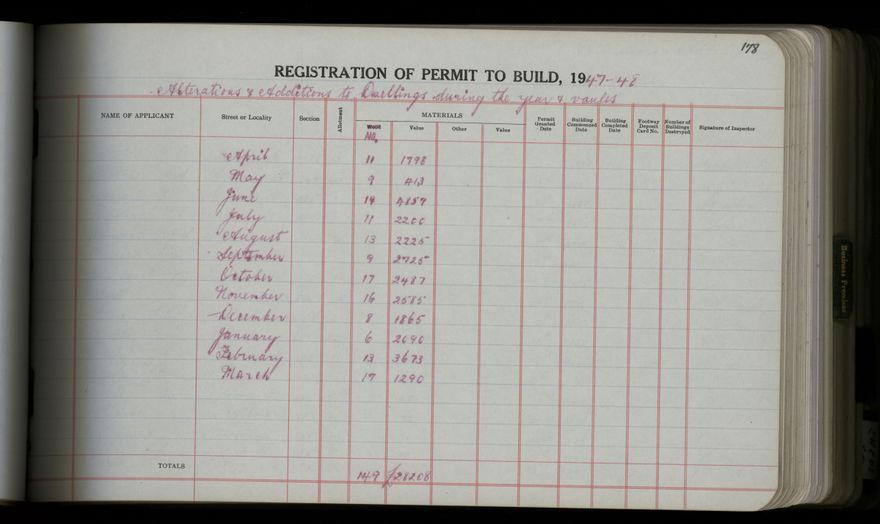 178
REGISTRATION OF PERMIT TO BUILD, 1947-48
Alterations & Additions to Dwellings during the year & values
NAME OF APPLICANT Street or Locality Section Allotment MATERIALS Permit Granted Date Building Commenced Date Building Completed Date Footway Deposit Card No. Number of Buildings Destroyed Signature of Inspector
No. Value Other Value
April 11 1798
May 9 413
June 19 4857
July 11 2200
August 13 2225
September 9 2725
October 17 2487
November 16 2585
December 8 1865
January 6 2090
February 13 3673
March 17 1290
TOTALS 149 £28208